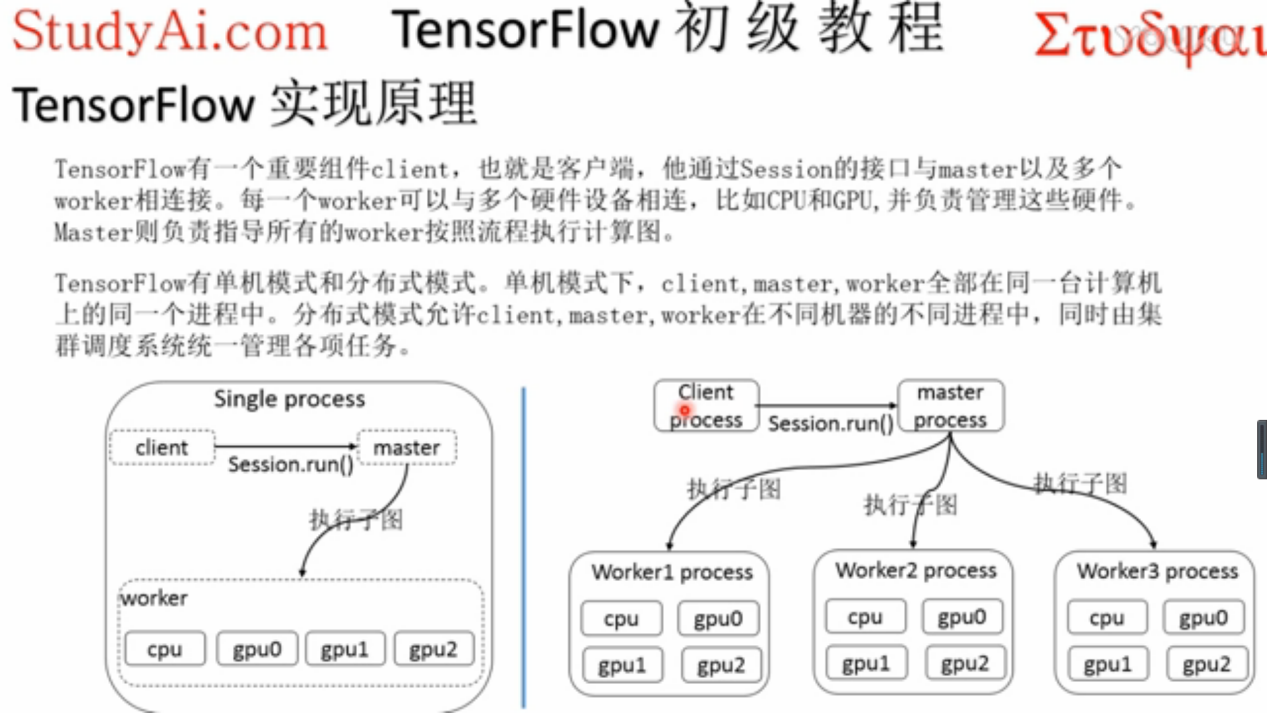 StudyAi.com
TensorFlow 初级教程
Στυδψαι
TensorFlow 实现原理
TensorFlow有一个重要组件client，也就是客户端，他通过Session的接口与master以及多个
worker相连接。每一个worker可以与多个硬件设备相连，比如CPU和GPU,并负责管理这些硬件。
Master则负责指导所有的worker按照流程执行计算图。
TensorFlow有单机模式和分布式模式。单机模式下，client,master,worker全部在同一台计算机
上的同一个进程中。分布式模式允许client,master,worker在不同机器的不同进程中，同时由集
群调度系统统一管理各项任务。
Single process
client
Session.run()
master
执行子图
worker
cpu
gpu0
gpu1
gpu2
Client
process
Session.run()
master
process
执行子图
执行子图
执行子图
Worker1 process
cpu
gpu0
gpu1
gpu2
Worker2 process
cpu
gpu0
gpu1
gpu2
Worker3 process
cpu
gpu0
gpu1
gpu2